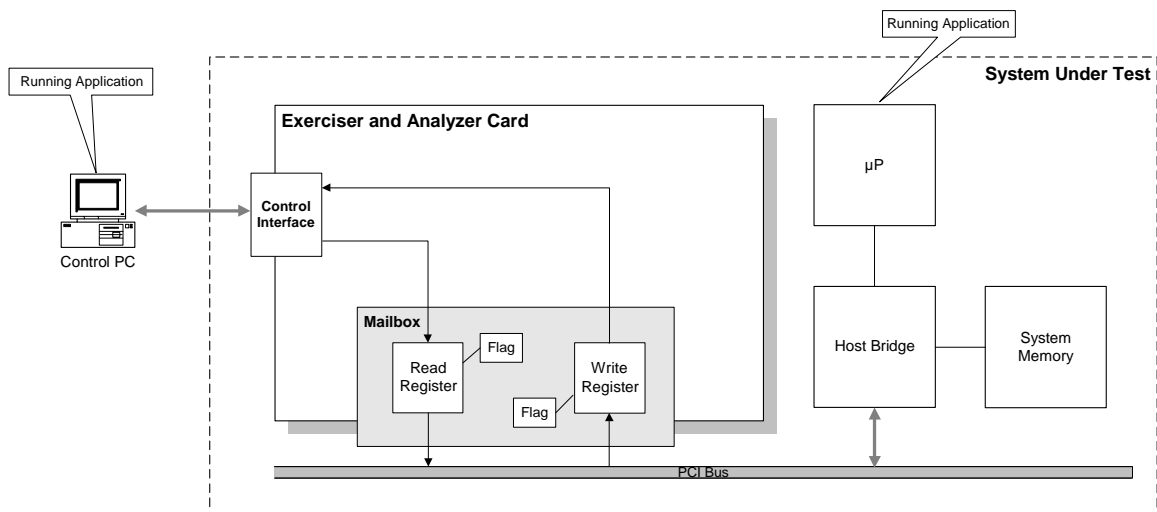 Running Application
System Under Test
Running Application
Exerciser and Analyzer Card
µP
Control
Interface
Control PC
Mailbox
Flag
Read
Register
Write
Register
Flag
Host Bridge
System
Memory
PCI Bus